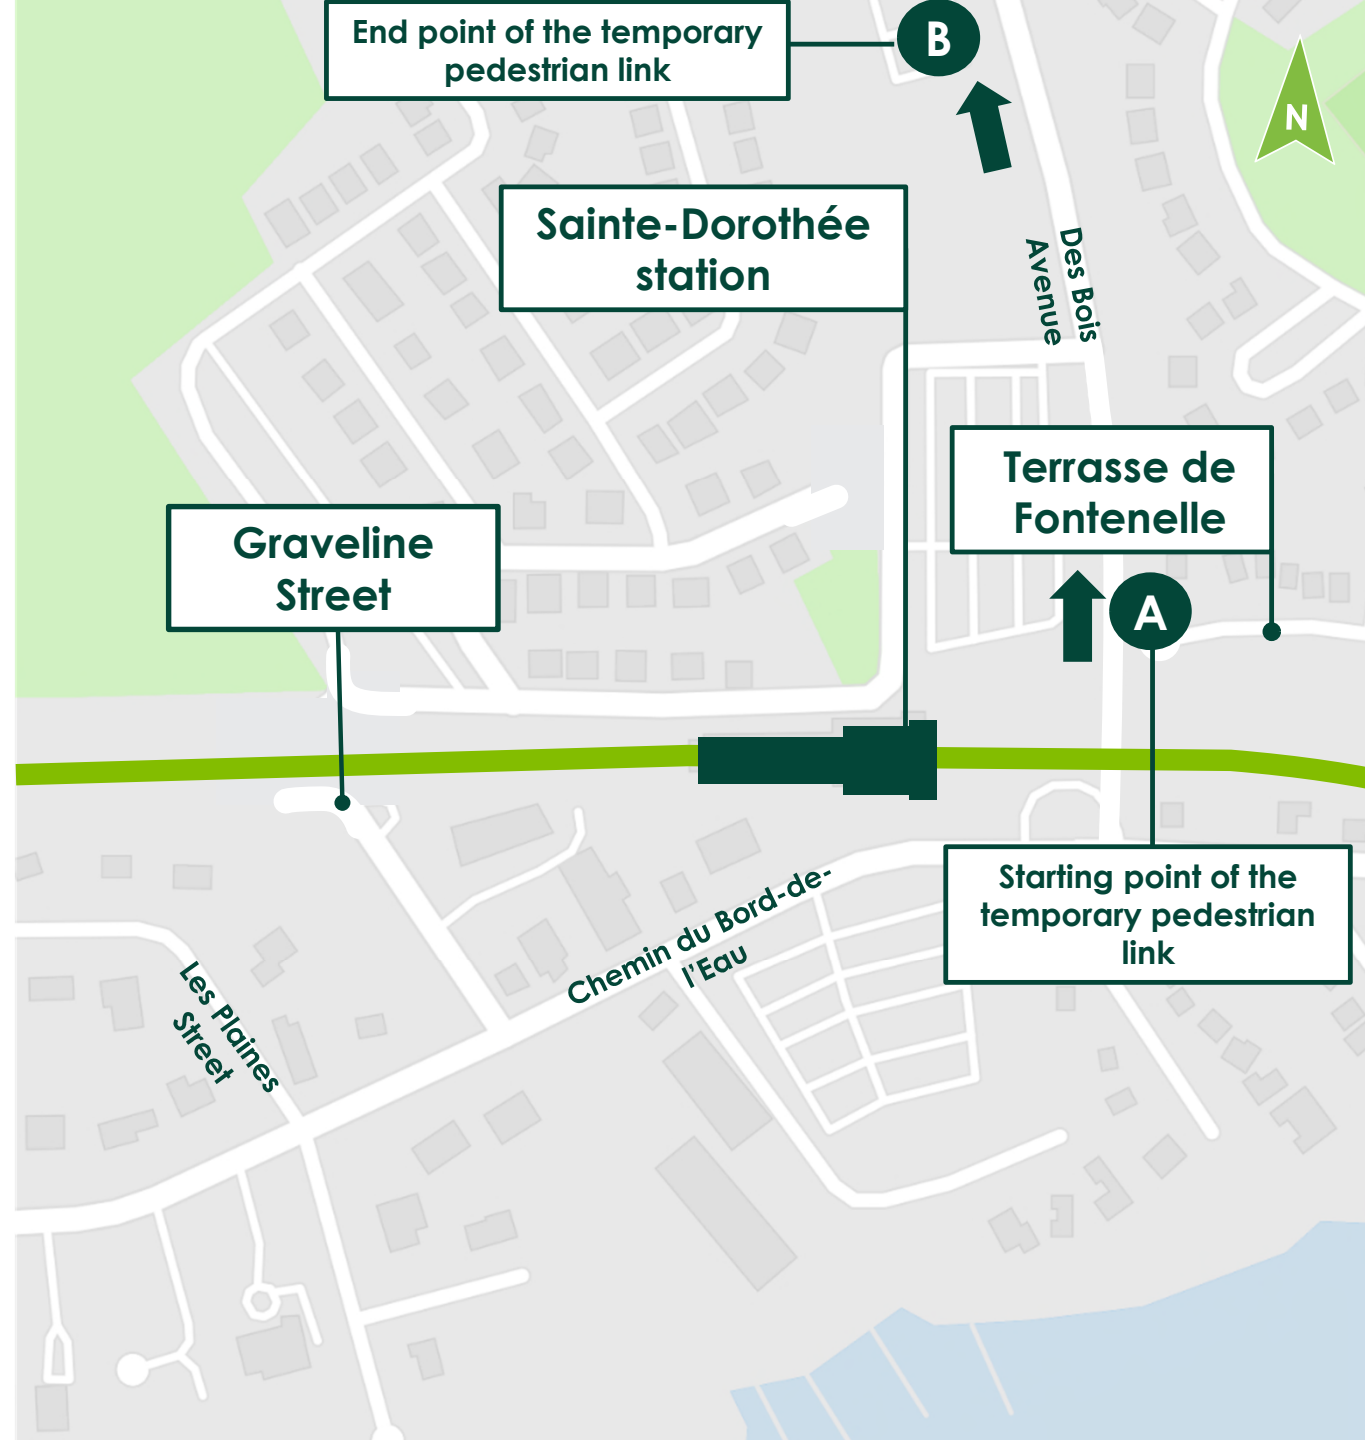 End point of the temporary
pedestrian link
B
N
Sainte-Dorothée
station
Des Bois
Avenue
Terrasse de
Fontenelle
Graveline
Street
A
Starting point of the
temporary pedestrian
link
Chemin du Bord-de-
l'Eau
Les Plaines
Street